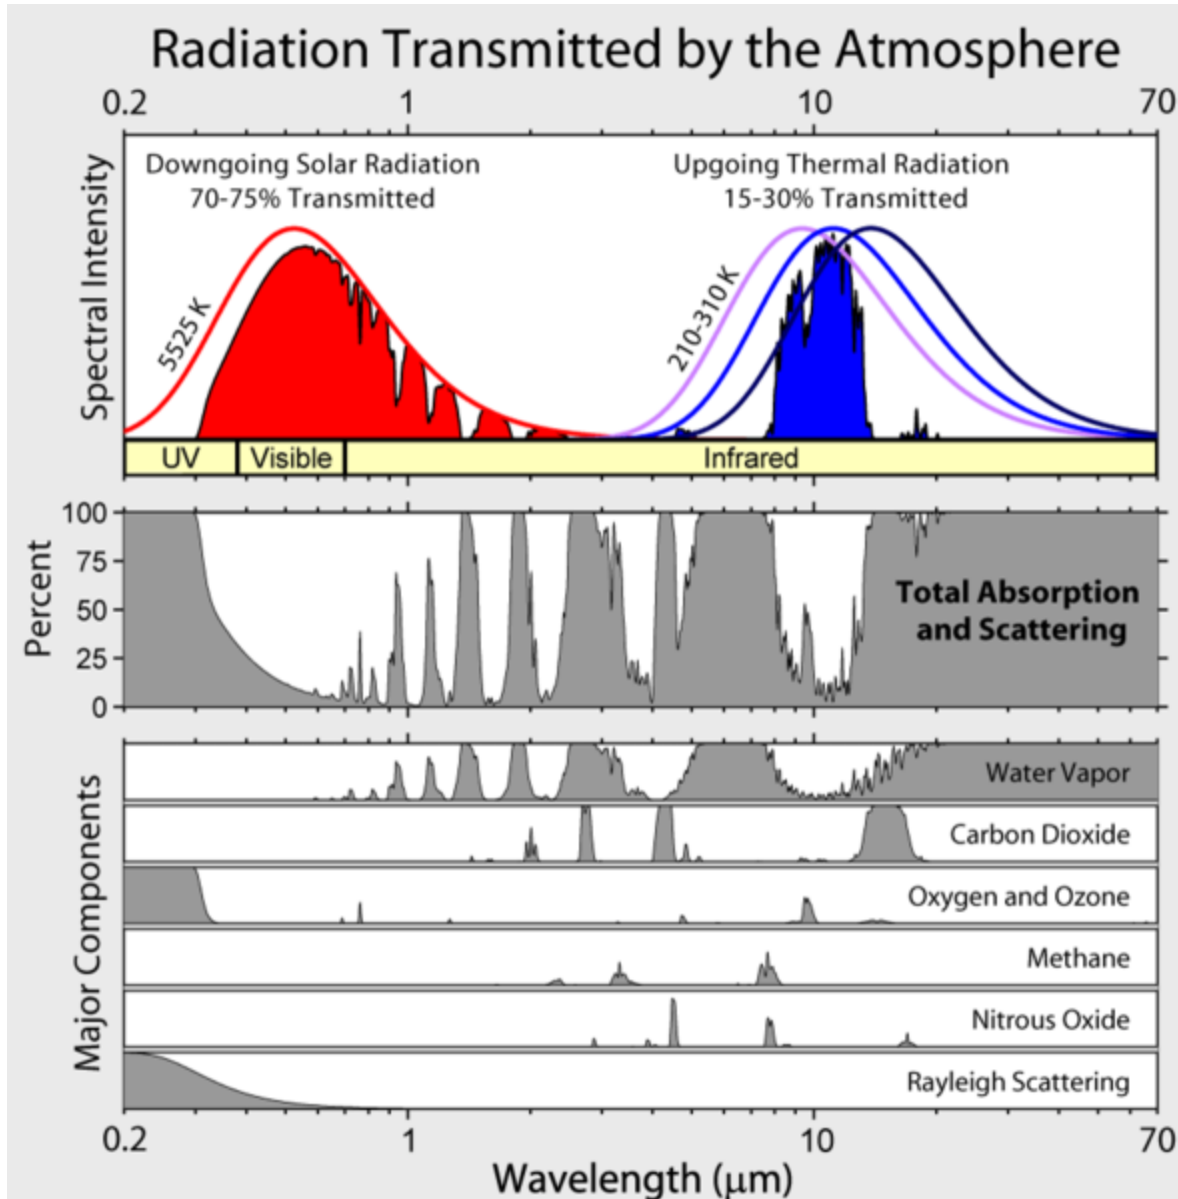 Radiation Transmitted by the Atmosphere
0.2 1 10 70
Downgoing Solar Radiation
70-75% Transmitted
Upgoing Thermal Radiation
15-30% Transmitted
Spectral Intensity
5525 K
210-310 K
UV Visible Infrared
Percent
100
75
50
25
0
Total Absorption
and Scattering
Major Components
Water Vapor
Carbon Dioxide
Oxygen and Ozone
Methane
Nitrous Oxide
Rayleigh Scattering
0.2 1 10 70
Wavelength (μm)